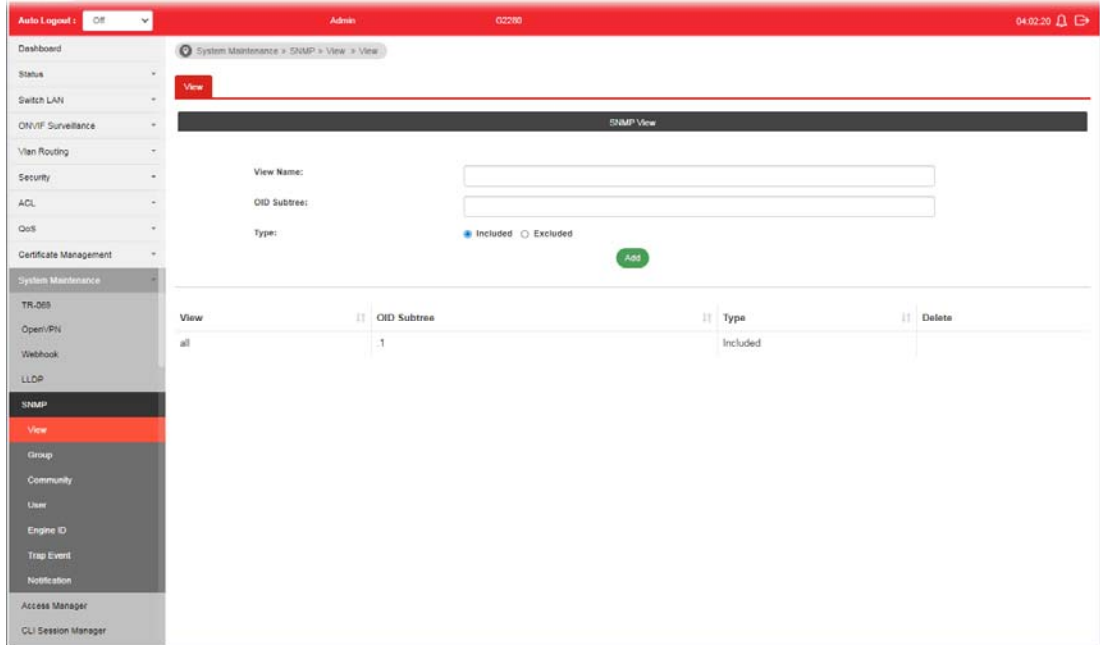 Auto Logout : Off Admin G2280 04:02:20
Dashboard
Status
Switch LAN
ONVIF Surveillance
Vlan Routing
Security
ACL
QoS
Certificate Management
System Maintenance
TR-069
OpenVPN
Webhook
LLDP
SNMP
View
Group
Community
User
Engine ID
Trap Event
Notification
Access Manager
CLI Session Manager
System Maintenance » SNMP » View » View
View
SNMP View
View Name:
OID Subtree:
Type: Included Excluded
Add
View OID Subtree Type Delete
all .1 Included